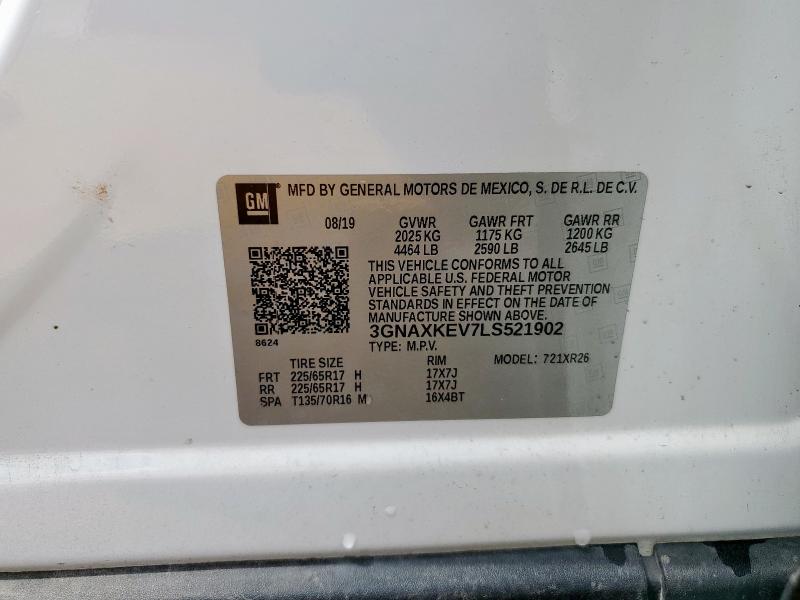 GM® MFD BY GENERAL MOTORS DE MEXICO, S. DE R.L. DE C.V.
08/19 GVWR GAWR FRT GAWR RR
2025 KG 1175 KG 1200 KG
4464 LB 2590 LB 2645 LB
THIS VEHICLE CONFORMS TO ALL
APPLICABLE U.S. FEDERAL MOTOR
VEHICLE SAFETY AND THEFT PREVENTION
STANDARDS IN EFFECT ON THE DATE OF
MANUFACTURE SHOWN ABOVE.
3GNAXKEV7LS521902
8624
TYPE: M.P.V. MODEL: 721XR26
TIRE SIZE RIM
FRT 225/65R17 H 17X7J
RR 225/65R17 H 17X7J
SPA T135/70R16 M 16X4BT